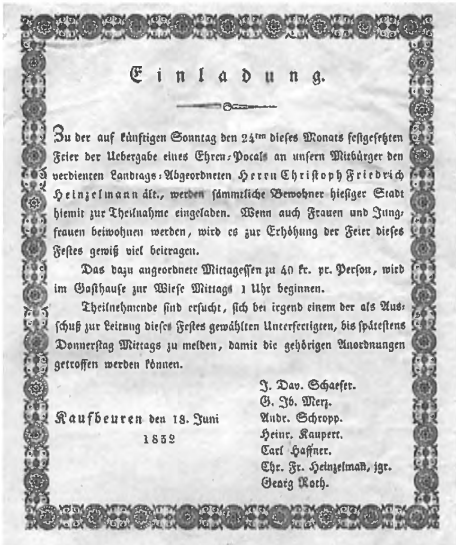 Einladung.
Zu der auf künftigen Sonntag den 24ten dieses Monats festgesetzten
Feier der Uebergabe eines Ehren-Pocals an unsern Mitbürger den
verdienten Landtags-Abgeordneten Herrn Christoph Friedrich
Heinzelmann ält., werden sämmtliche Bewohner hiesiger Stadt
hiemit zur Theilnahme eingeladen. Wenn auch Frauen und Jung-
frauen beiwohnen werden, wird es zur Erhöhung der Feier dieses
Festes gewiß viel beitragen.
Das dazu angeordnete Mittagessen zu 40 kr. pr. Person, wird
im Gasthause zur Wiese Mittags 1 Uhr beginnen.
Theilnehmende sind ersucht, sich bei irgend einem der als Aus-
schuß zur Leitung dieses Festes gewählten Unterfertigten, bis spätestens
Donnerstag Mittags zu melden, damit die gehörigen Anordnungen
getroffen werden können.
J. Dav. Schaefer.
G. Jb. Merz.
Kaufbeuren den 18. Juni
Andr. Schropp.
1832
Heinr. Kaupert.
Carl Haffner.
Chr. Fr. Heinzelmañ, jgr.
Georg Roth.